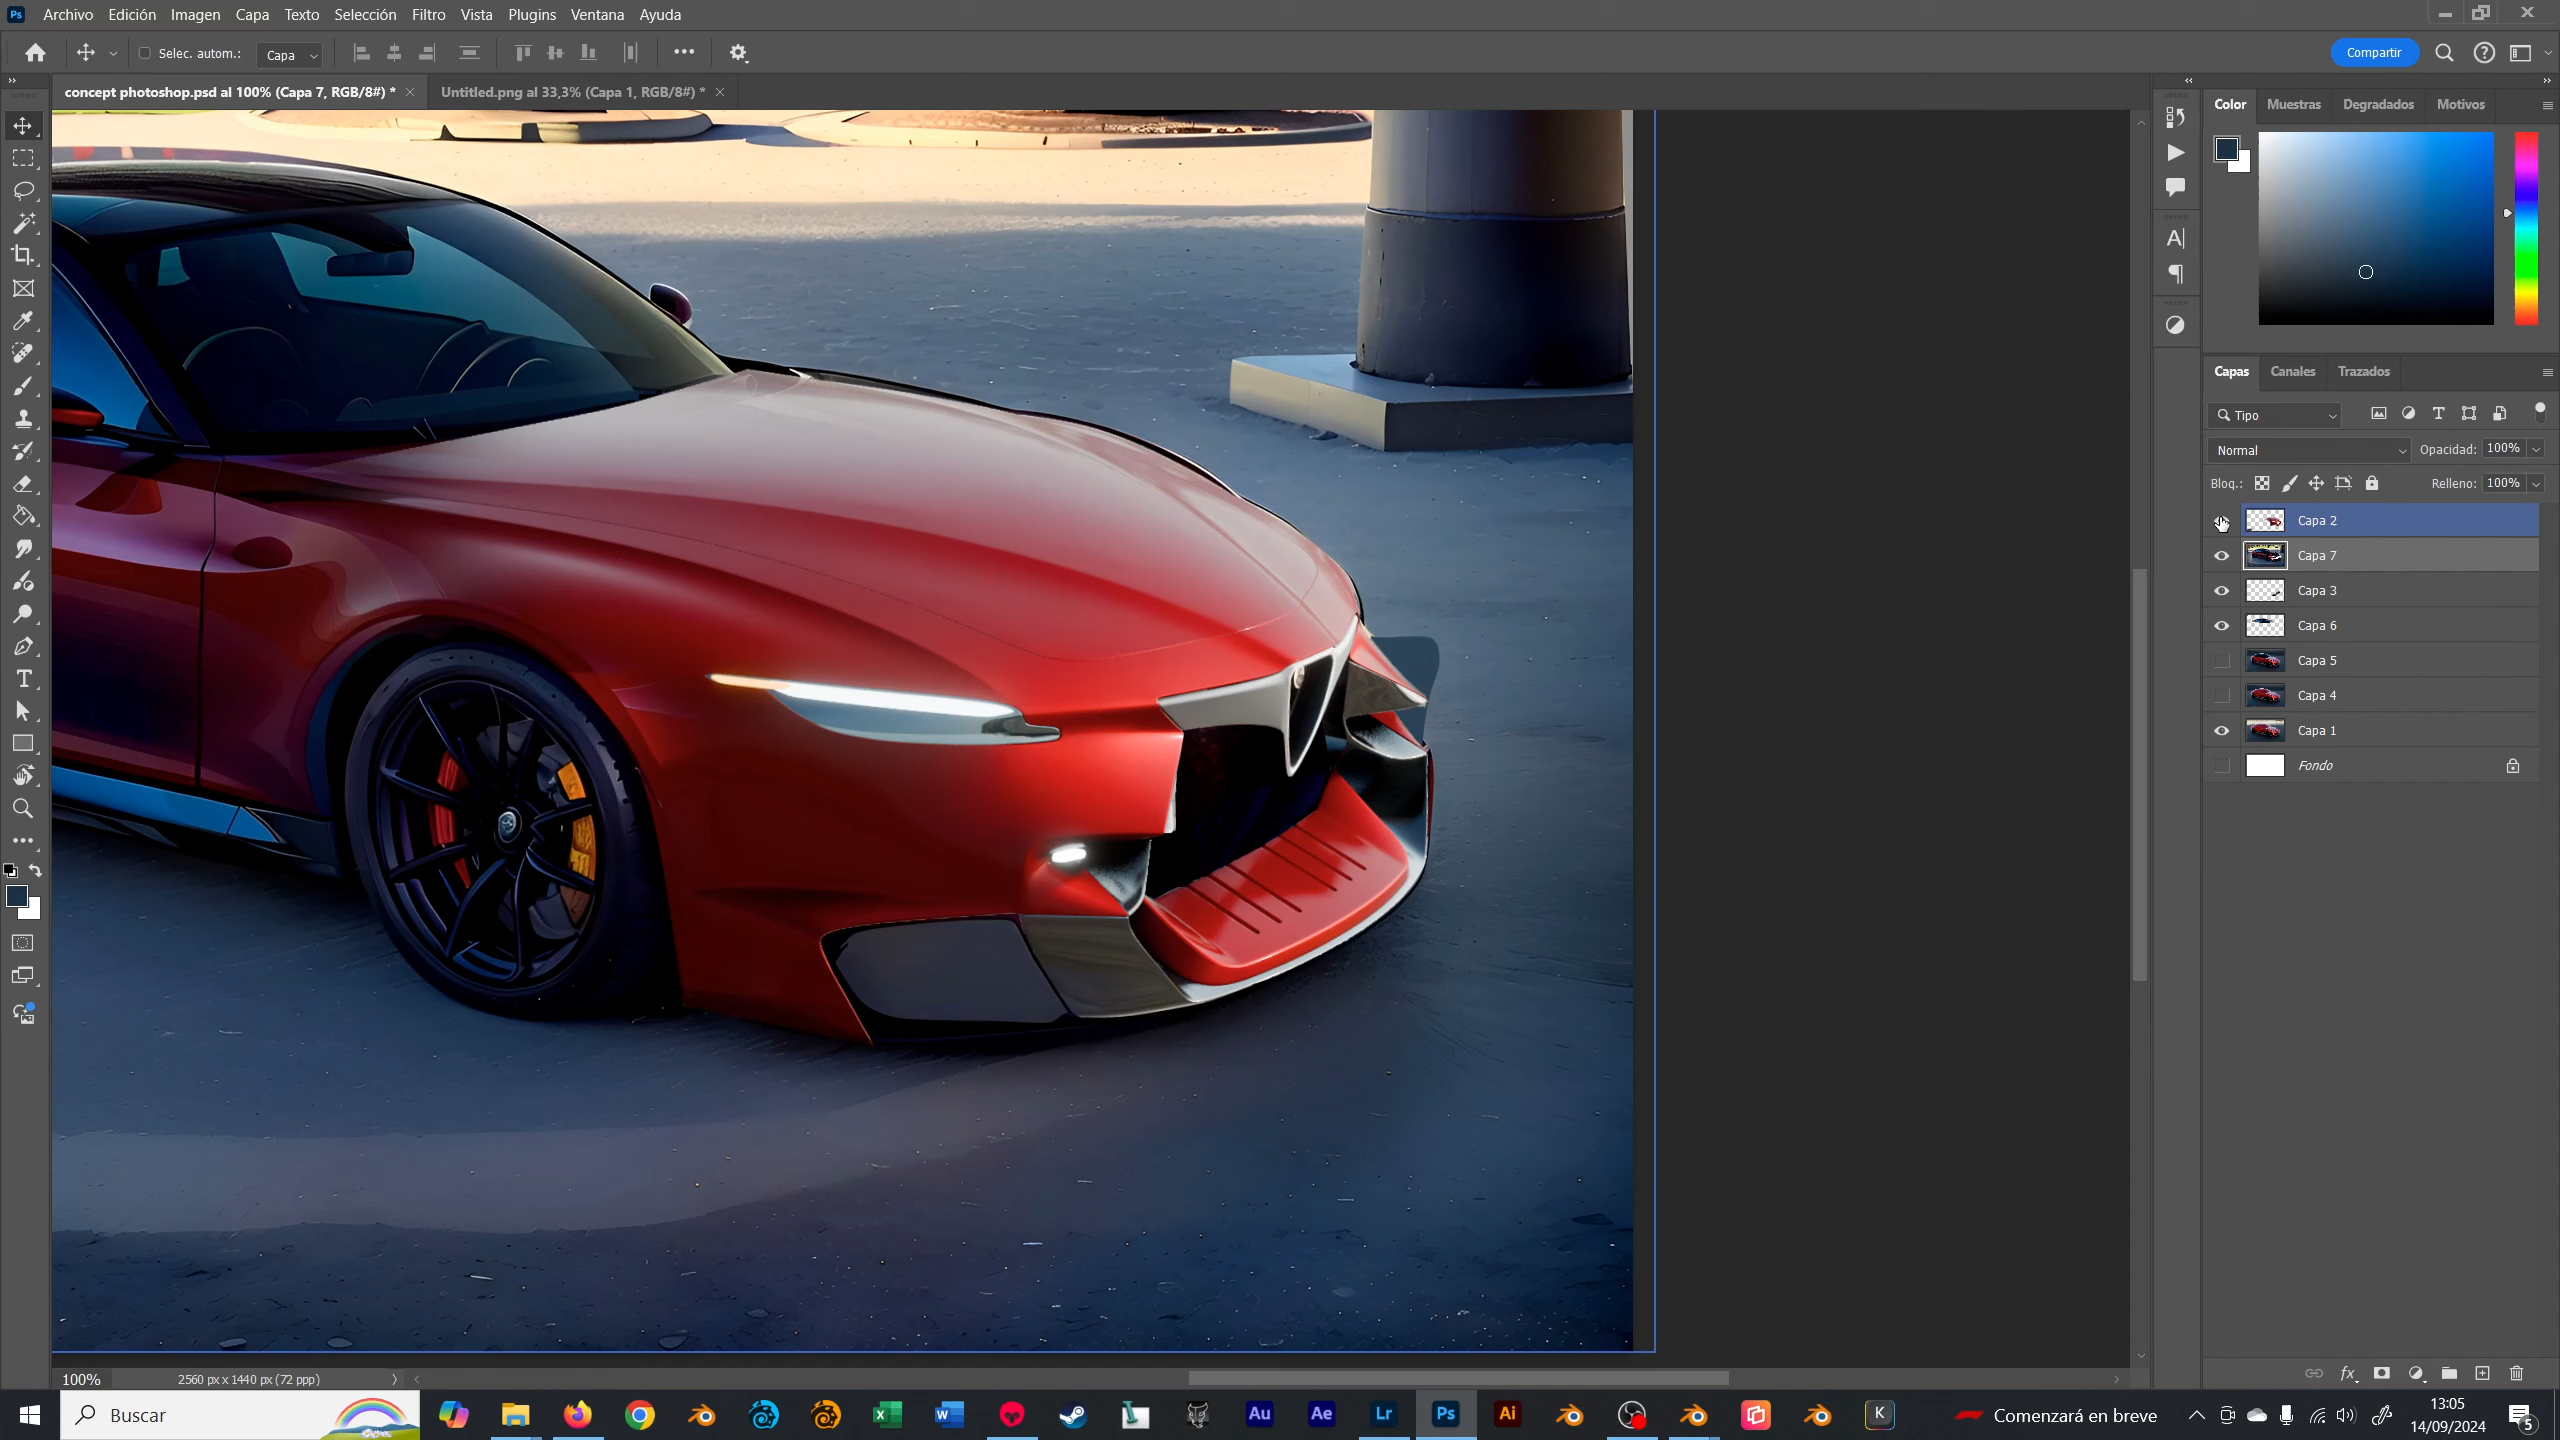 Ps Archivo Edición Imagen Capa Texto Selección Filtro Vista Plugins Ventana Ayuda
Selec. autom.: Capa Compartir
concept photoshop.psd al 100% (Capa 7, RGB/8#) * Untitled.png al 33,3% (Capa 1, RGB/8#) *
Color Muestras Degradados Motivos
Capas Canales Trazados
Tipo
Normal Opacidad: 100%
Bloq.: Relleno: 100%
Capa 2
Capa 7
Capa 3
Capa 6
Capa 5
Capa 4
Capa 1
Fondo
100% 2560 px x 1440 px (72 ppp)
Buscar Au Ae Lr Ps Ai K Comenzará en breve 13:05
14/09/2024 5